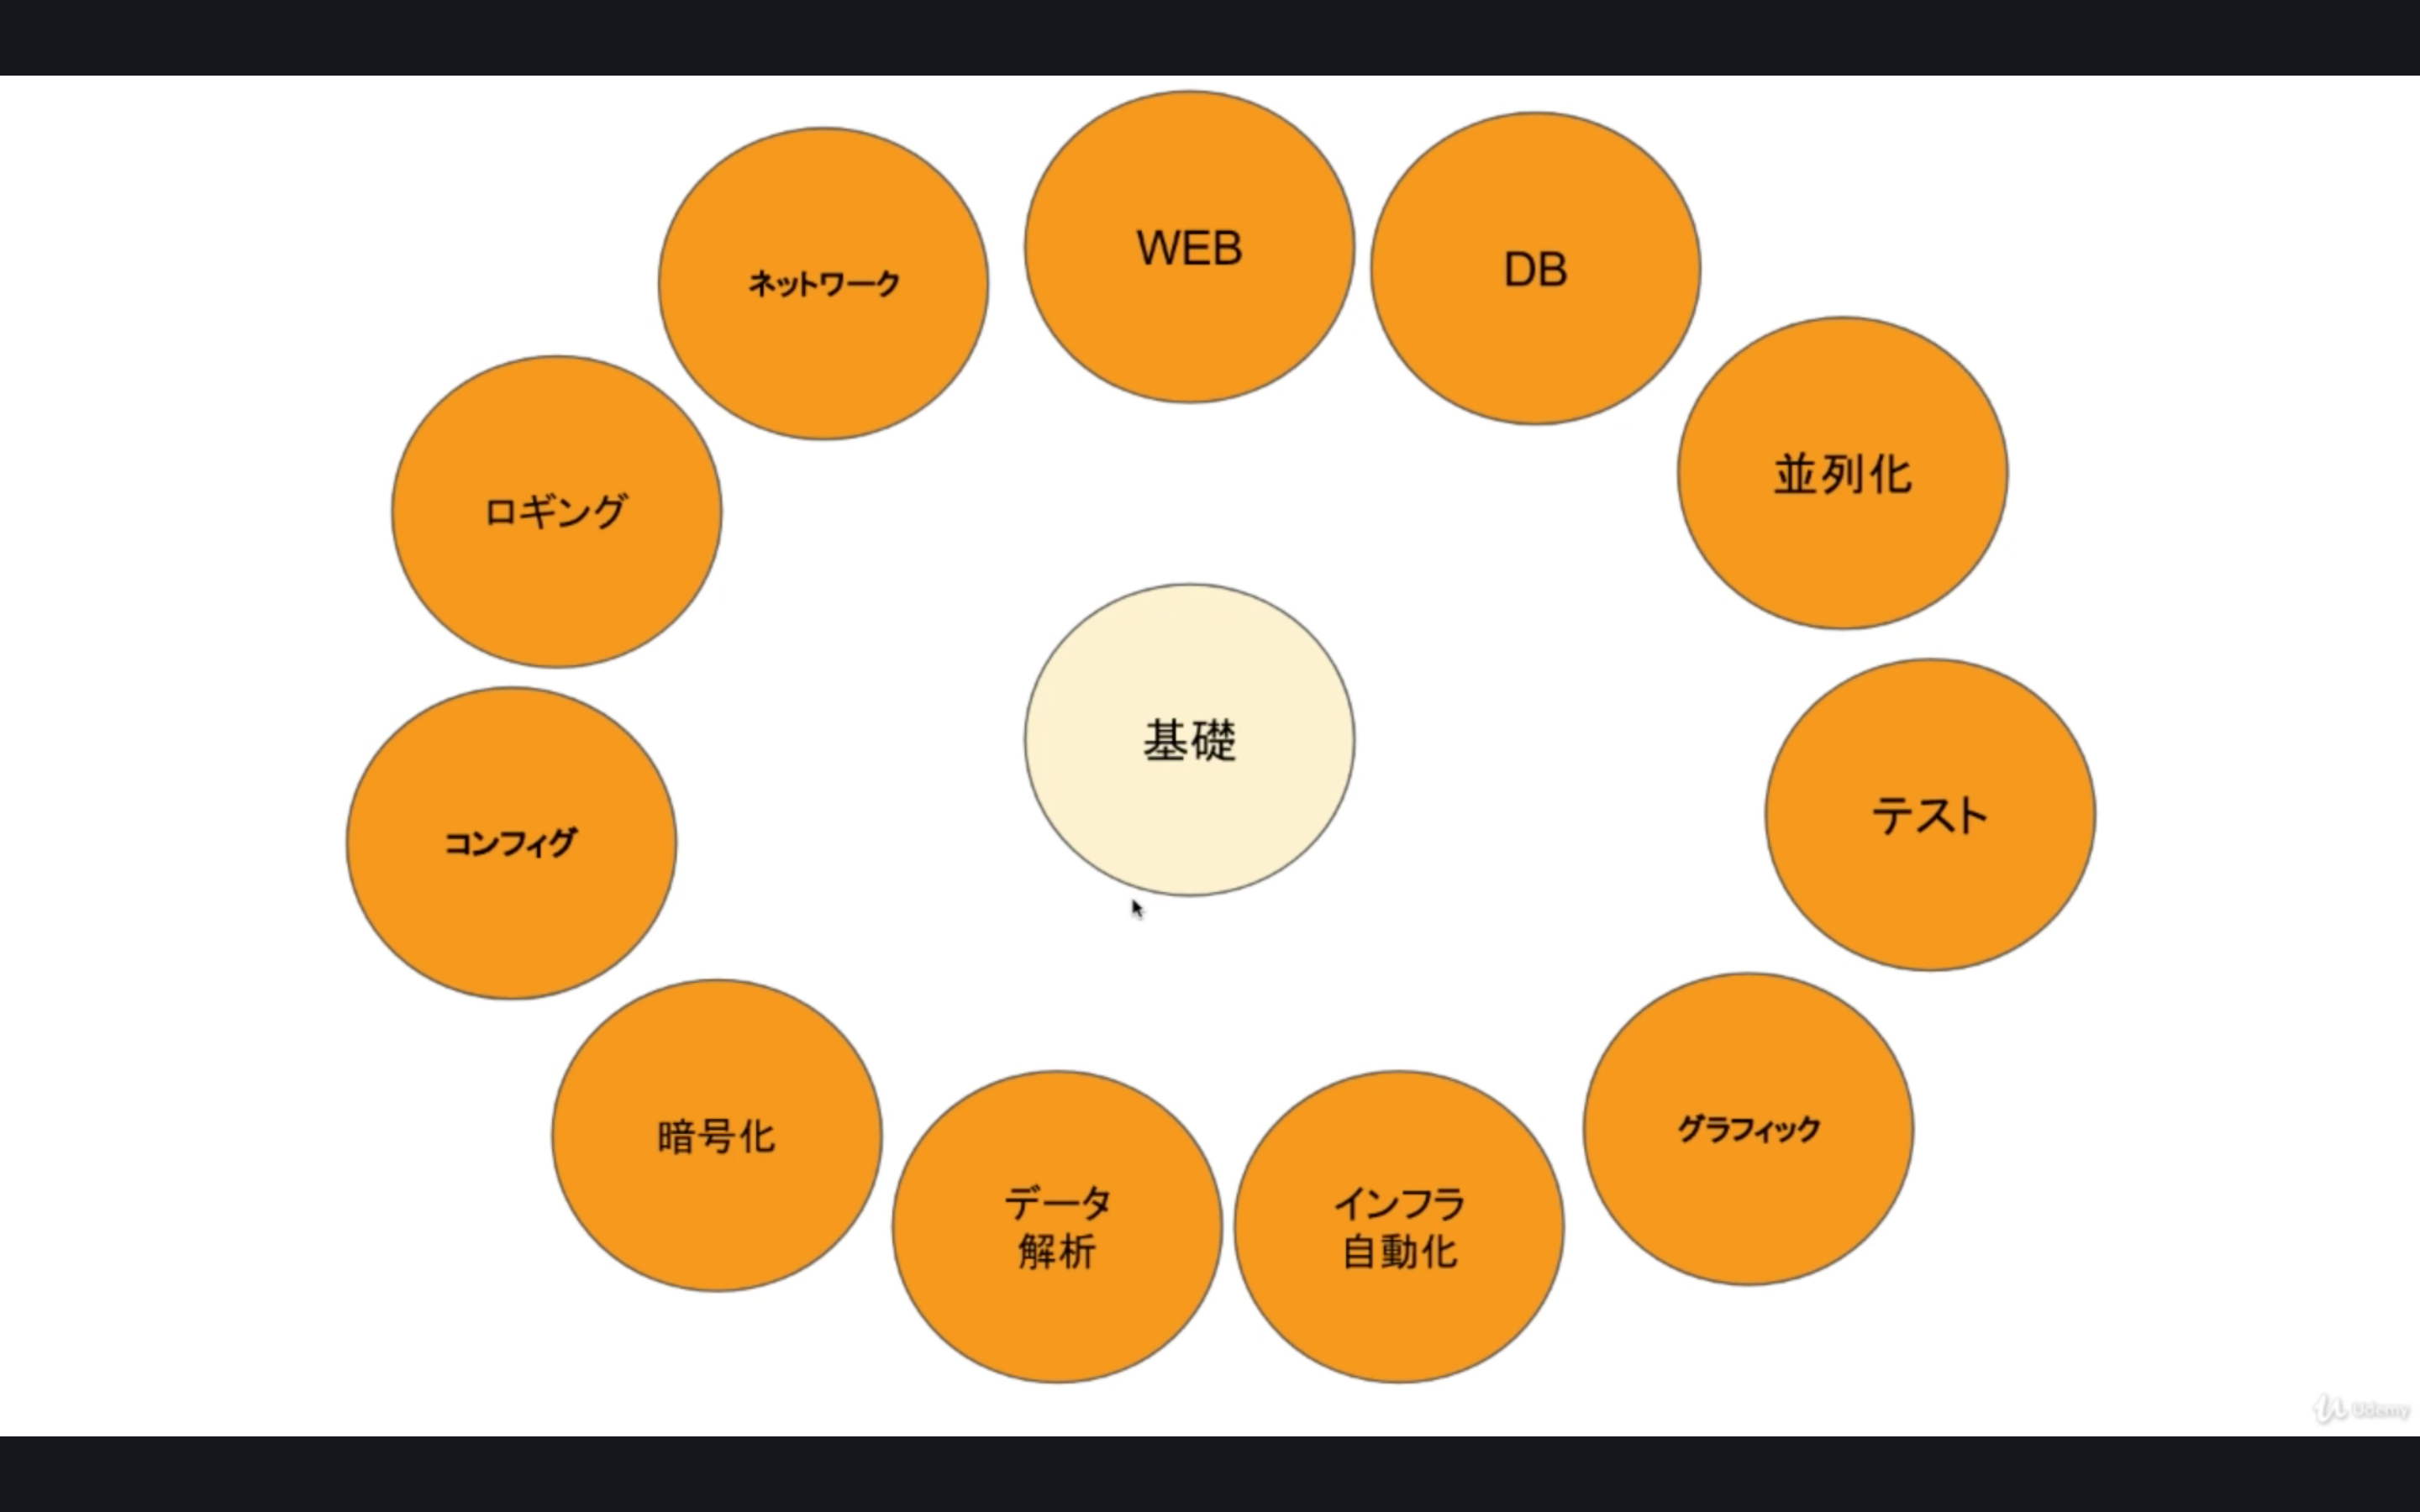 WEB
DB
ネットワーク
並列化
ロギング
基礎
テスト
コンフィグ
グラフィック
暗号化
データ
解析
インフラ
自動化
Udemy